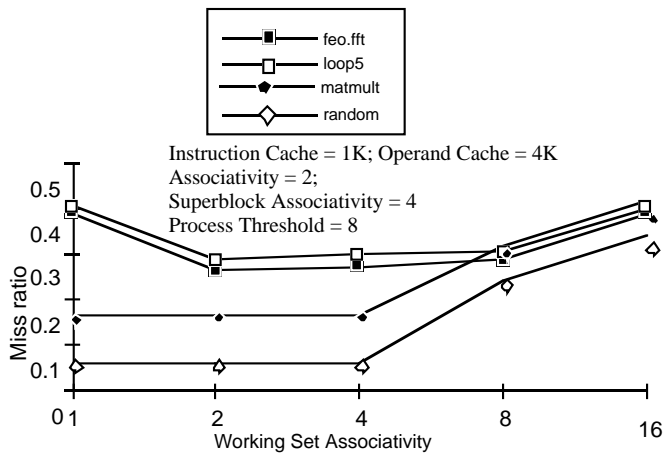 feo.fft
loop5
matmult
random
Instruction Cache = 1K; Operand Cache = 4K
Associativity = 2;
Superblock Associativity = 4
Process Threshold = 8
0.5
0.4
0.3
0.2
0.1
Miss ratio
0 1 2 4 8 16
Working Set Associativity